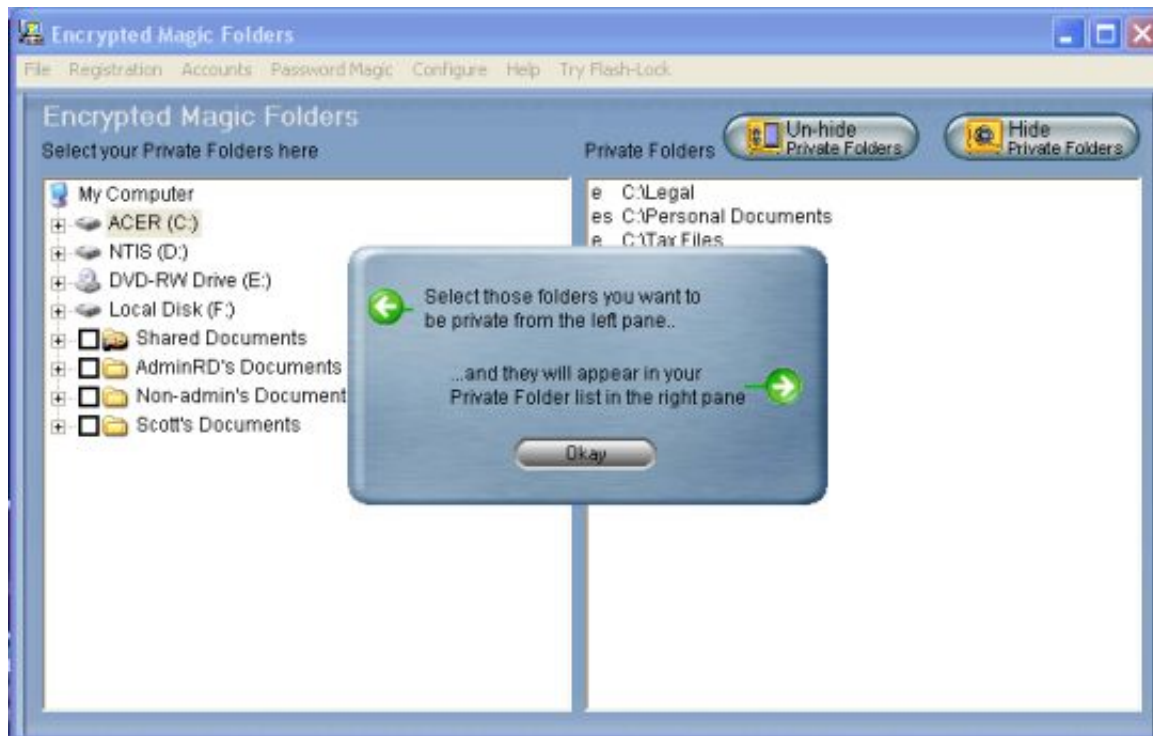 Encrypted Magic Folders
File Registration Accounts Password Magic Configure Help Try Flash-Lock
Encrypted Magic Folders
Select your Private Folders here
Private Folders
Un-hide
Private Folders
Hide
Private Folders
My Computer
ACER (C:)
NTIS (D:)
DVD-RW Drive (E:)
Local Disk (F:)
Shared Documents
AdminRD's Documents
Non-admin's Document
Scott's Documents
e C:\Legal
es C:\Personal Documents
e C:\Tax Files
Select those folders you want to
be private from the left pane..
...and they will appear in your
Private Folder list in the right pane
Okay